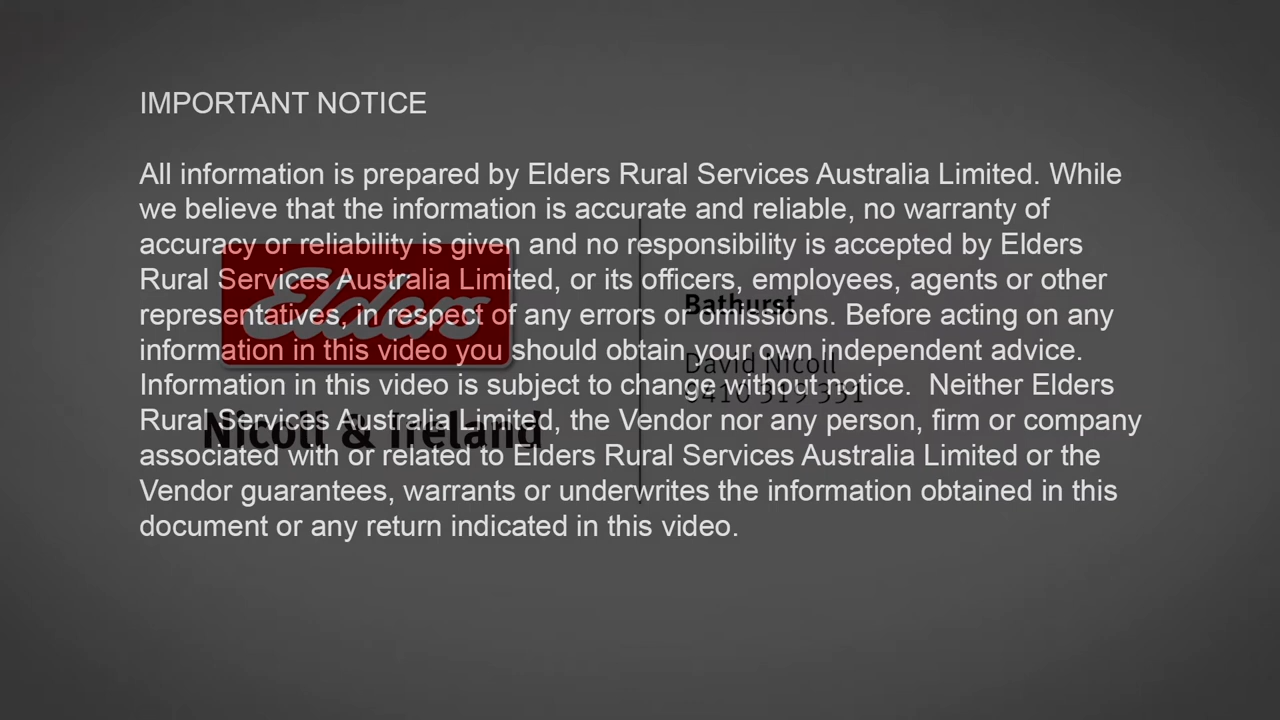 IMPORTANT NOTICE
All information is prepared by Elders Rural Services Australia Limited. While
we believe that the information is accurate and reliable, no warranty of
accuracy or reliability is given and no responsibility is accepted by Elders
Rural Services Australia Limited, or its officers, employees, agents or other
representatives, in respect of any errors or omissions. Before acting on any
information in this video you should obtain your own independent advice.
Information in this video is subject to change without notice.  Neither Elders
Rural Services Australia Limited, the Vendor nor any person, firm or company
associated with or related to Elders Rural Services Australia Limited or the
Vendor guarantees, warrants or underwrites the information obtained in this
document or any return indicated in this video.
Elders
Nicoll & Ireland
Bathurst
David Nicoll